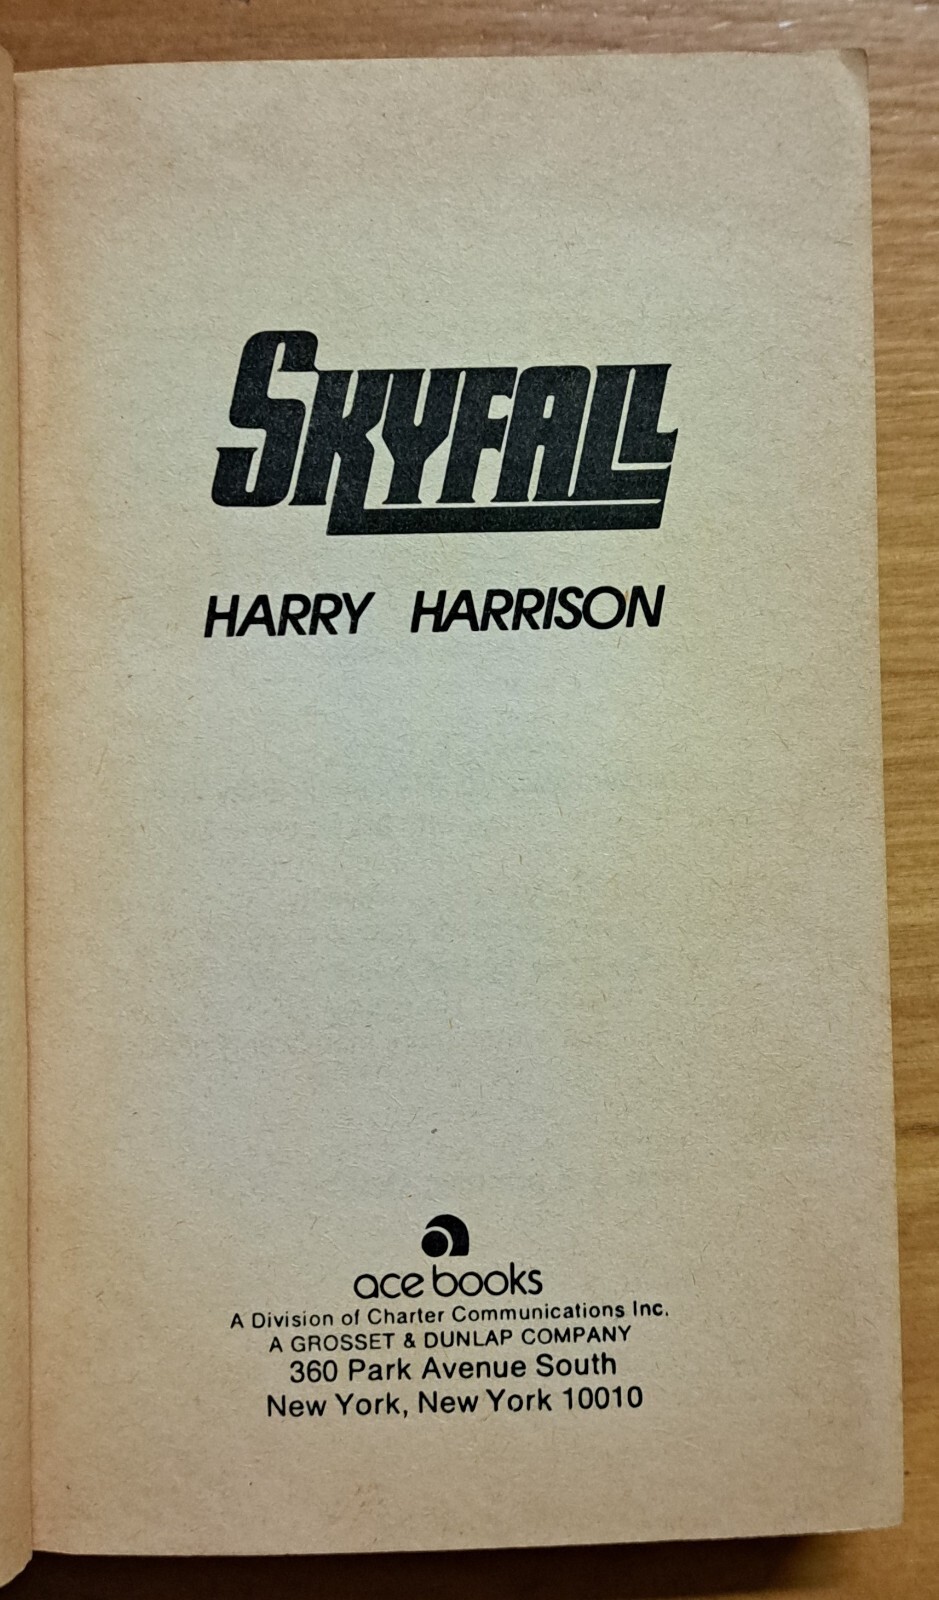 SKYFALL
HARRY HARRISON
ace books
A Division of Charter Communications Inc.
A GROSSET & DUNLAP COMPANY
360 Park Avenue South
New York, New York 10010